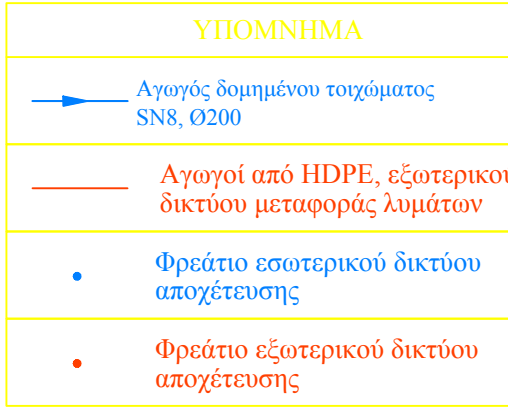 ΥΠΟΜΝΗΜΑ
Αγωγός δομημένου τοιχώματος
SN8, Ø200
Αγωγοί από HDPE, εξωτερικού
δικτύου μεταφοράς λυμάτων
Φρεάτιο εσωτερικού δικτύου
αποχέτευσης
Φρεάτιο εξωτερικού δικτύου
αποχέτευσης